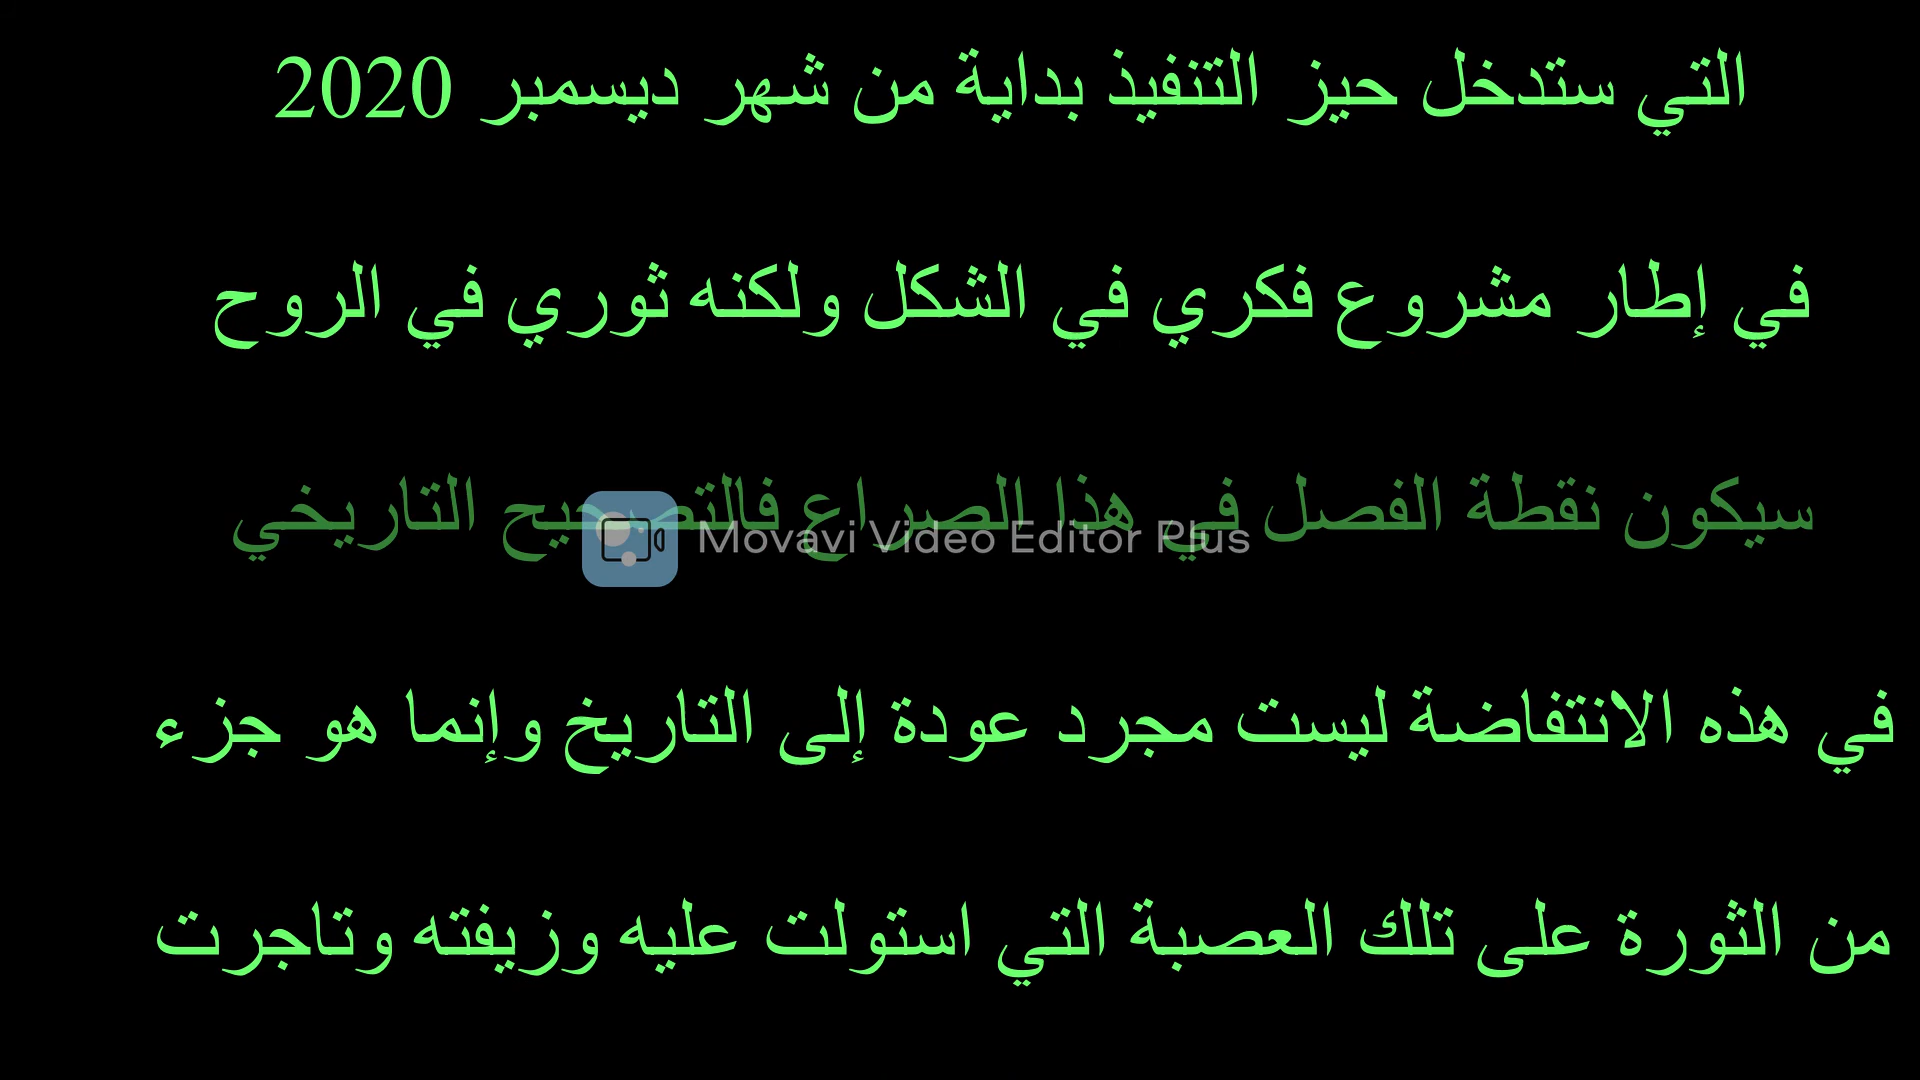 التي ستدخل حيز التنفيذ بداية من شهر ديسمبر 2020
في إطار مشروع فكري في الشكل ولكنه ثوري في الروح
سيكون نقطة الفصل في هذا الصراع فالتصحيح التاريخي
Movavi Video Editor Plus
في هذه الانتفاضة ليست مجرد عودة إلى التاريخ وإنما هو جزء
من الثورة على تلك العصبة التي استولت عليه وزيفته وتاجرت